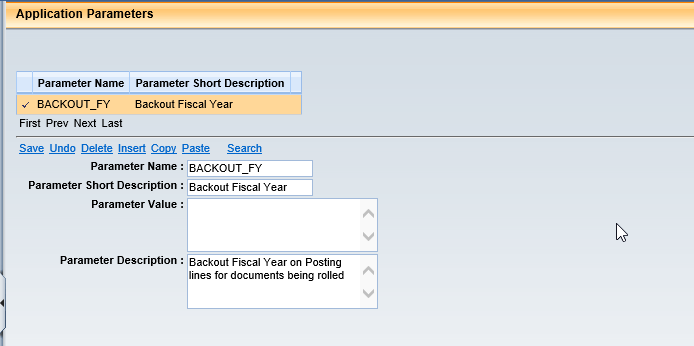 Application Parameters
Parameter Name Parameter Short Description
BACKOUT_FY Backout Fiscal Year
First Prev Next Last
Save Undo Delete Insert Copy Paste Search
Parameter Name : BACKOUT_FY
Parameter Short Description : Backout Fiscal Year
Parameter Value :
Parameter Description : Backout Fiscal Year on Posting
lines for documents being rolled